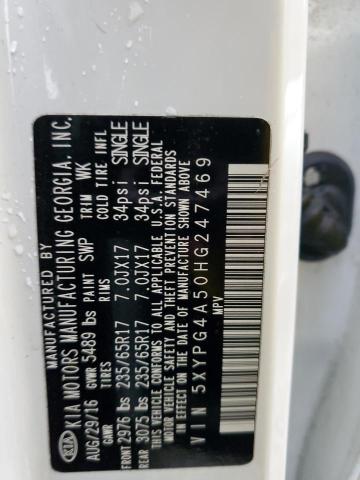 MANUFACTURED BY
KIA MOTORS MANUFACTURING GEORGIA, INC.
KIA
AUG/29/16 GVWR 5489 lbs PAINT SWP TRIM WK
GAWR COLD TIRE INFL
FRONT 2976 lbs 235/65R17 7.0JX17 34psi SINGLE
REAR 3075 lbs 235/65R17 7.0JX17 34psi SINGLE
THIS VEHICLE CONFORMS TO ALL APPLICABLE U.S.A. FEDERAL
MOTOR VEHICLE SAFETY AND THEFT PREVENTION STANDARDS
IN EFFECT ON THE DATE OF MANUFACTURE SHOWN ABOVE.
VIN 5XYPG4A50HG247469
MPV